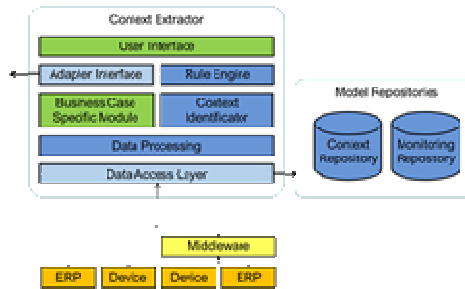 Context Extractor
User Interface
Adapter Interface
Rule Engine
Business Case
Specific Module
Context
Identificator
Data Processing
Data Access Layer
Model Repositories
Context
Repository
Monitoring
Repository
Middleware
ERP
Device
Device
ERP